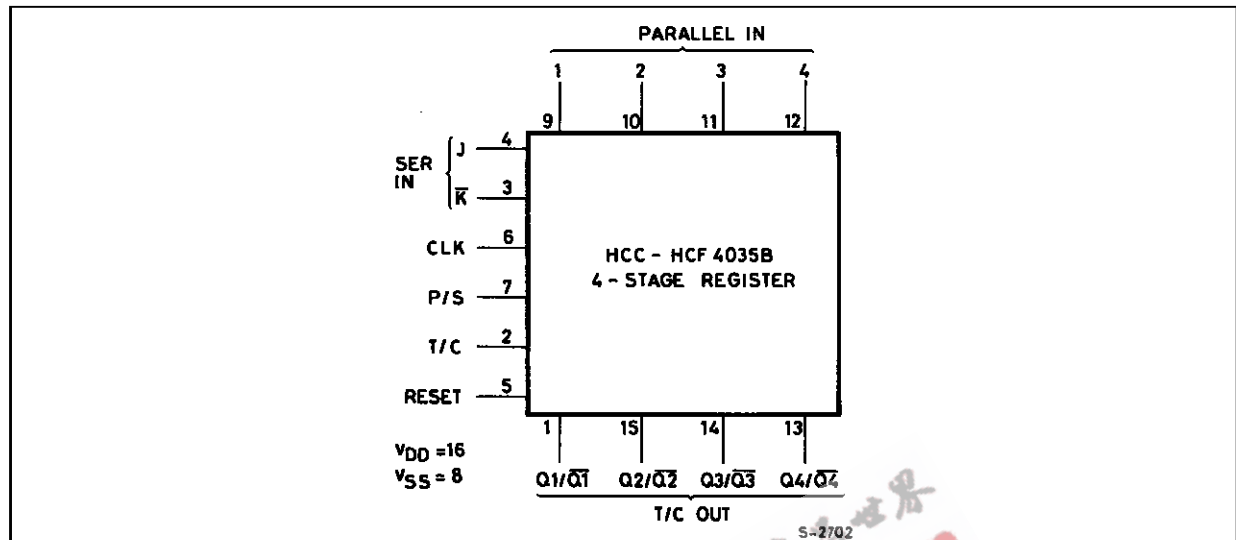 PARALLEL IN
1 2 3 4
9 10 11 12
SER IN
J 4
K̅ 3
CLK 6
P/S 7
T/C 2
RESET 5
HCC - HCF 4035B
4 - STAGE REGISTER
1 15 14 13
VDD =16
VSS = 8
Q1/Q̅1̅ Q2/Q̅2̅ Q3/Q̅3̅ Q4/Q̅4̅
T/C OUT
S-2702